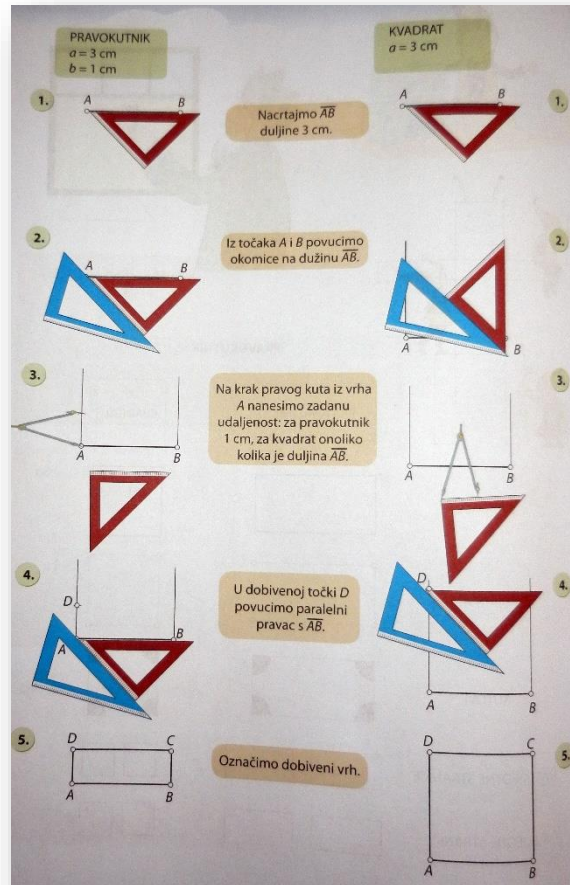 PRAVOKUTNIK
a = 3 cm
b = 1 cm
KVADRAT
a = 3 cm
1.
A
B
Nacrtajmo AB
duljine 3 cm.
A
B
1.
2.
A
B
Iz točaka A i B povucimo
okomice na dužinu AB.
A
B
2.
3.
A
B
Na krak pravog kuta iz vrha
A nanesimo zadanu
udaljenost: za pravokutnik
1 cm, za kvadrat onoliko
kolika je duljina AB.
A
B
3.
4.
D
A
B
U dobivenoj točki D
povucimo paralelni
pravac s AB.
D
A
B
4.
5.
D
C
A
B
Označimo dobiveni vrh.
D
C
A
B
5.